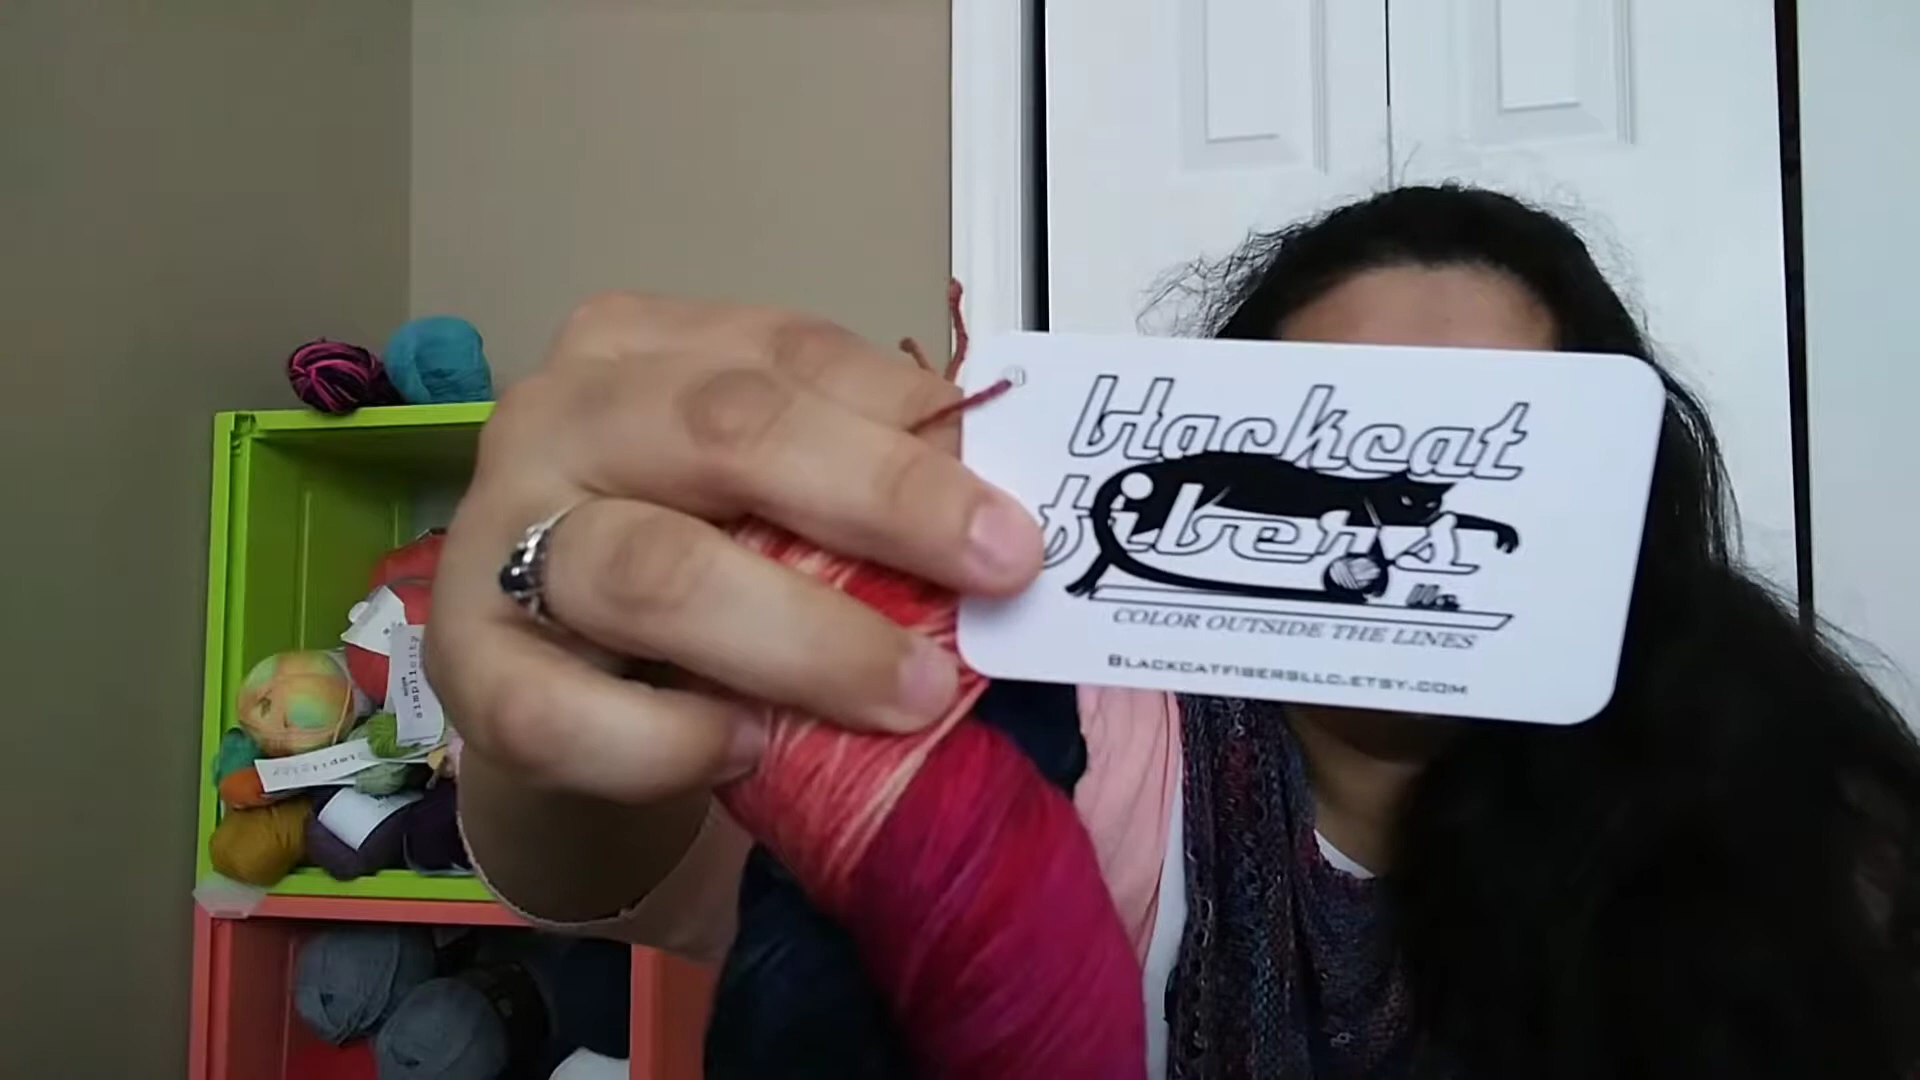 blackcat
fibers
llc.
COLOR OUTSIDE THE LINES
BLACKCATFIBERSLLC.ETSY.COM
simplicity